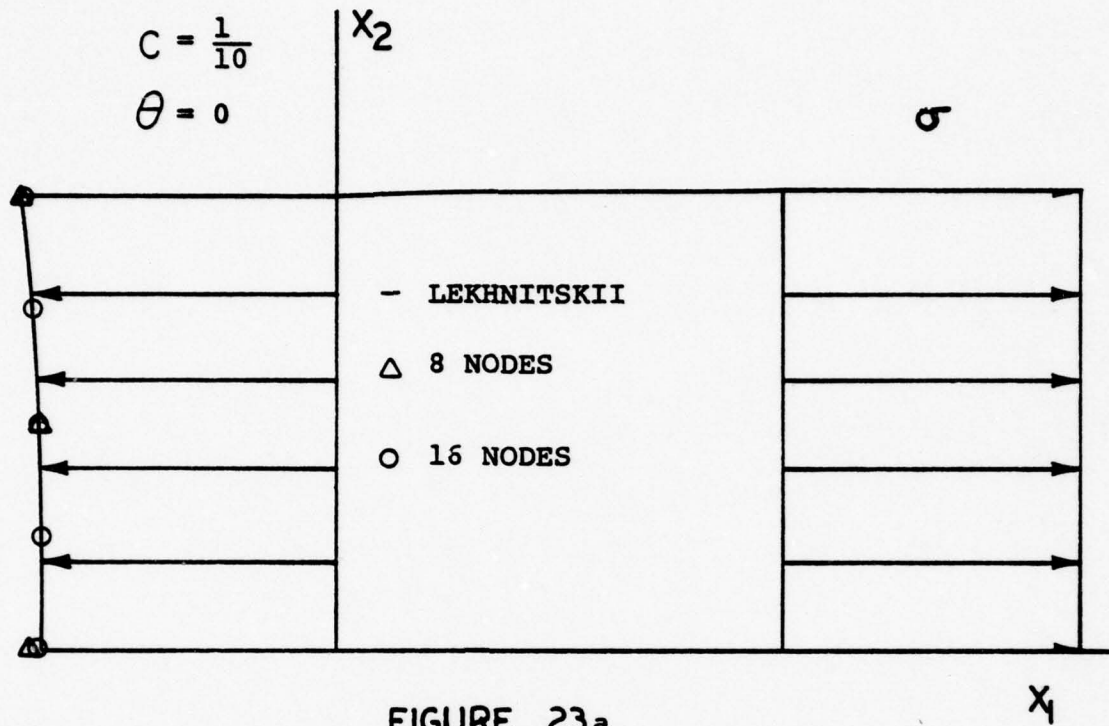 C = 1/10
θ = 0
X2
σ
– LEKHNITSKII
△ 8 NODES
○ 16 NODES
X1
FIGURE 23a